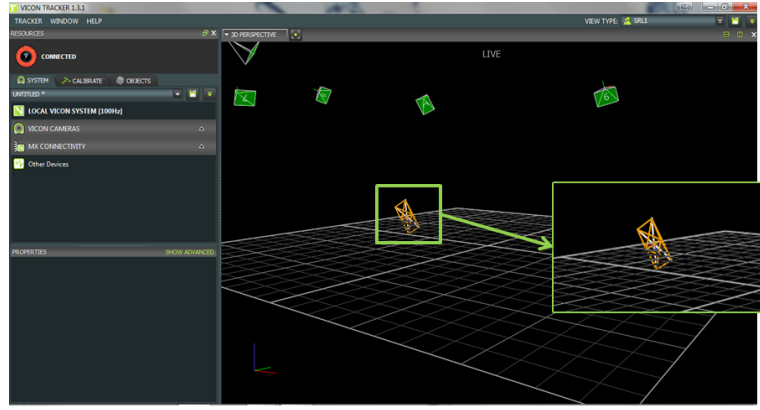 VICON TRACKER 1.3.1
TRACKER WINDOW HELP
VIEW TYPE: SRL1
RESOURCES
3D PERSPECTIVE
CONNECTED
LIVE
SYSTEM CALIBRATE OBJECTS
UNTITLED *
LOCAL VICON SYSTEM [100Hz]
VICON CAMERAS
MX CONNECTIVITY
Other Devices
PROPERTIES
SHOW ADVANCED